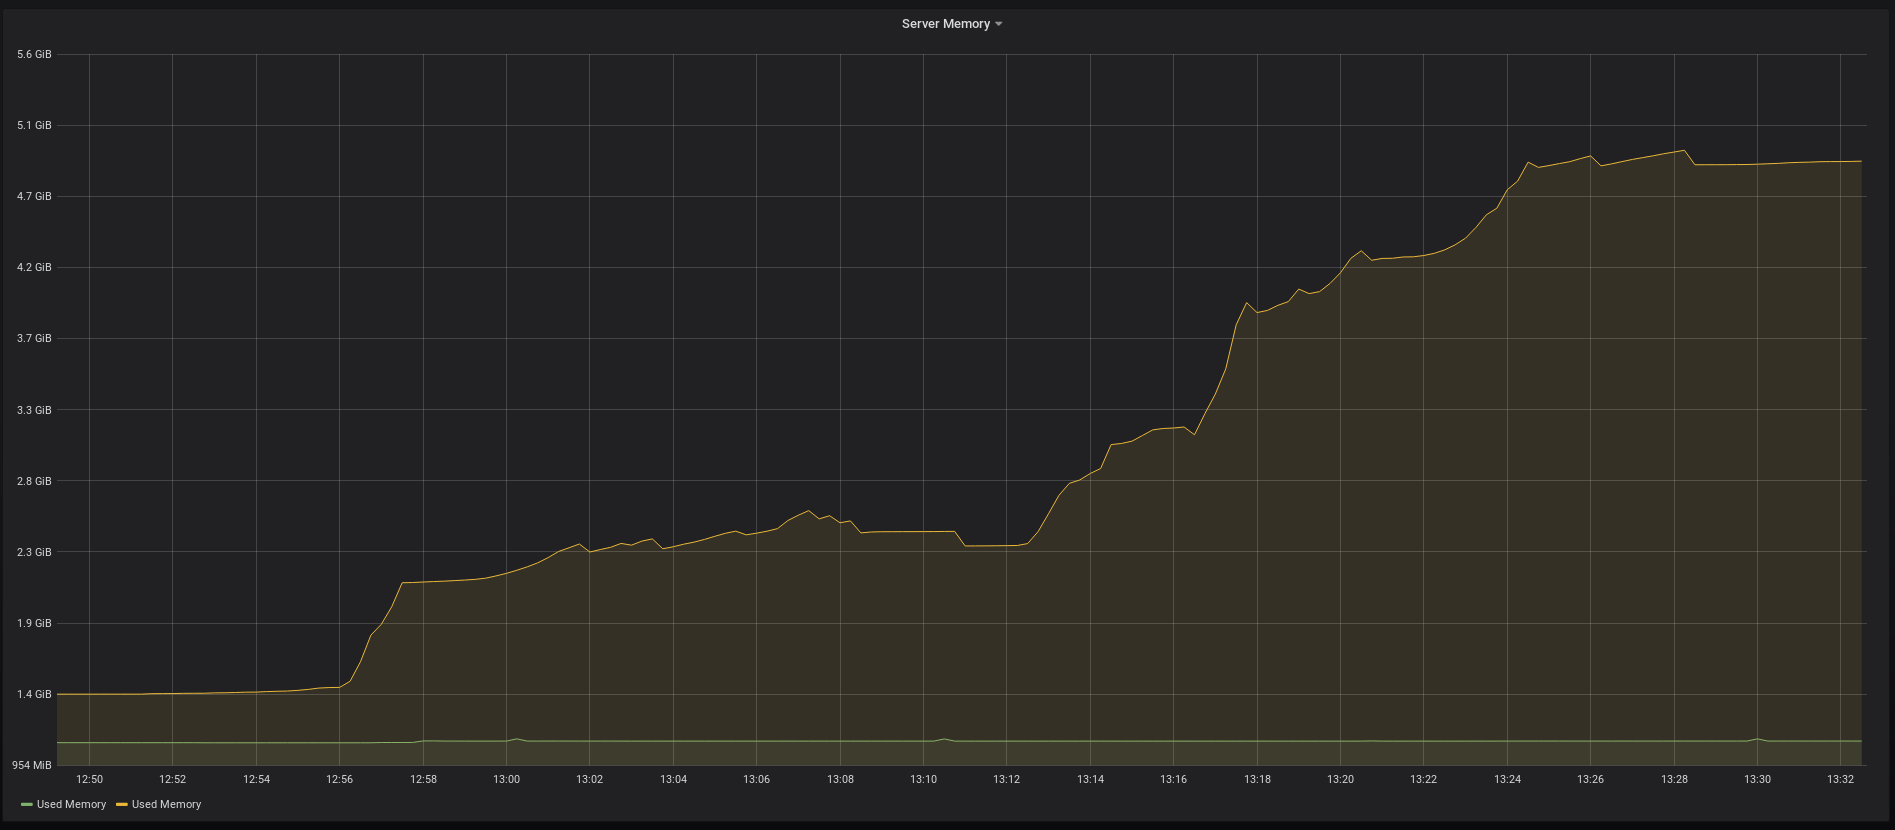 Server Memory
5.6 GiB
5.1 GiB
4.7 GiB
4.2 GiB
3.7 GiB
3.3 GiB
2.8 GiB
2.3 GiB
1.9 GiB
1.4 GiB
954 MiB
12:50 12:52 12:54 12:56 12:58 13:00 13:02 13:04 13:06 13:08 13:10 13:12 13:14 13:16 13:18 13:20 13:22 13:24 13:26 13:28 13:30 13:32
Used Memory Used Memory